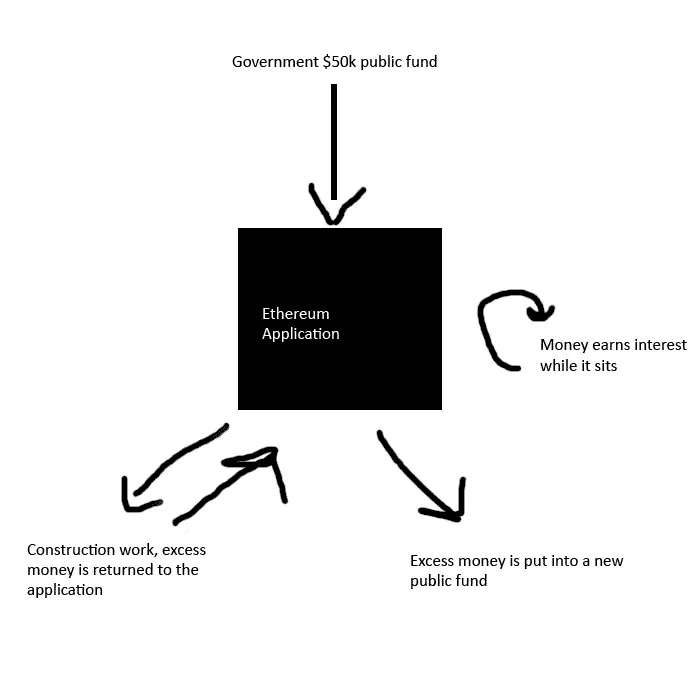 Government $50k public fund
Ethereum
Application
Money earns interest
while it sits
Construction work, excess
money is returned to the
application
Excess money is put into a new
public fund